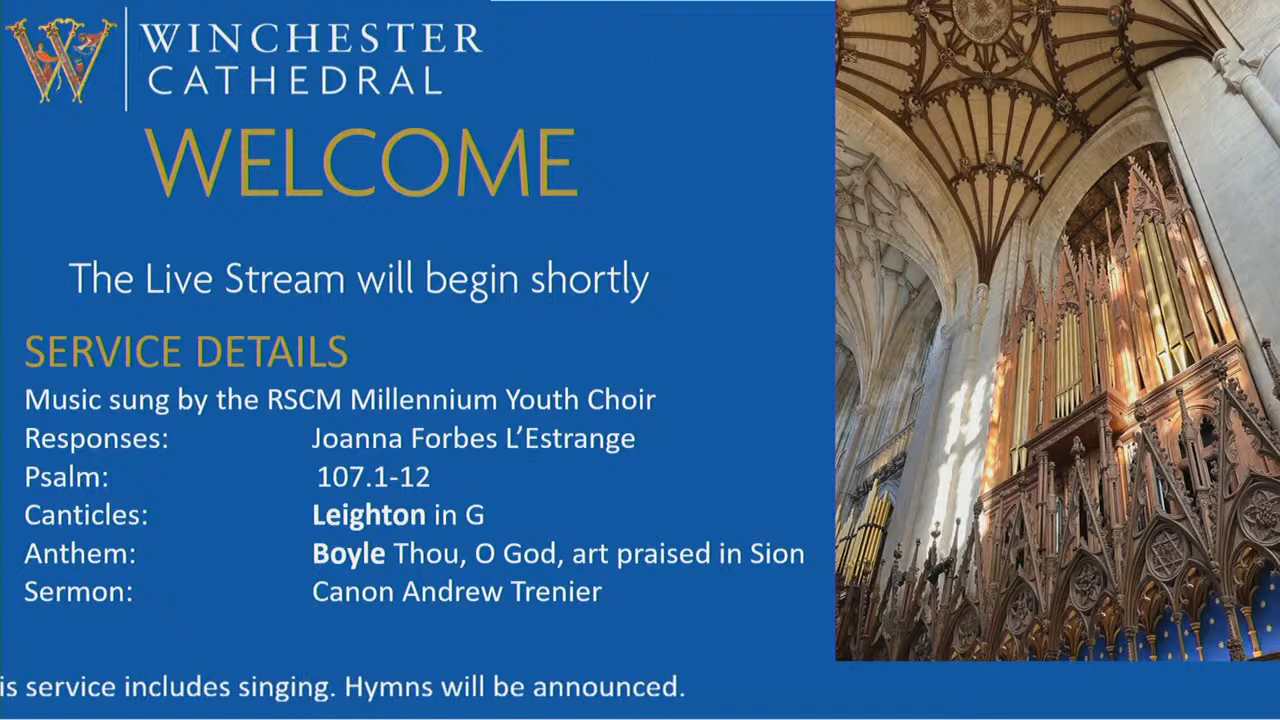 WINCHESTER
CATHEDRAL
WELCOME
The Live Stream will begin shortly
SERVICE DETAILS
Music sung by the RSCM Millennium Youth Choir
Responses: Joanna Forbes L’Estrange
Psalm: 107.1-12
Canticles: Leighton in G
Anthem: Boyle Thou, O God, art praised in Sion
Sermon: Canon Andrew Trenier
is service includes singing. Hymns will be announced.